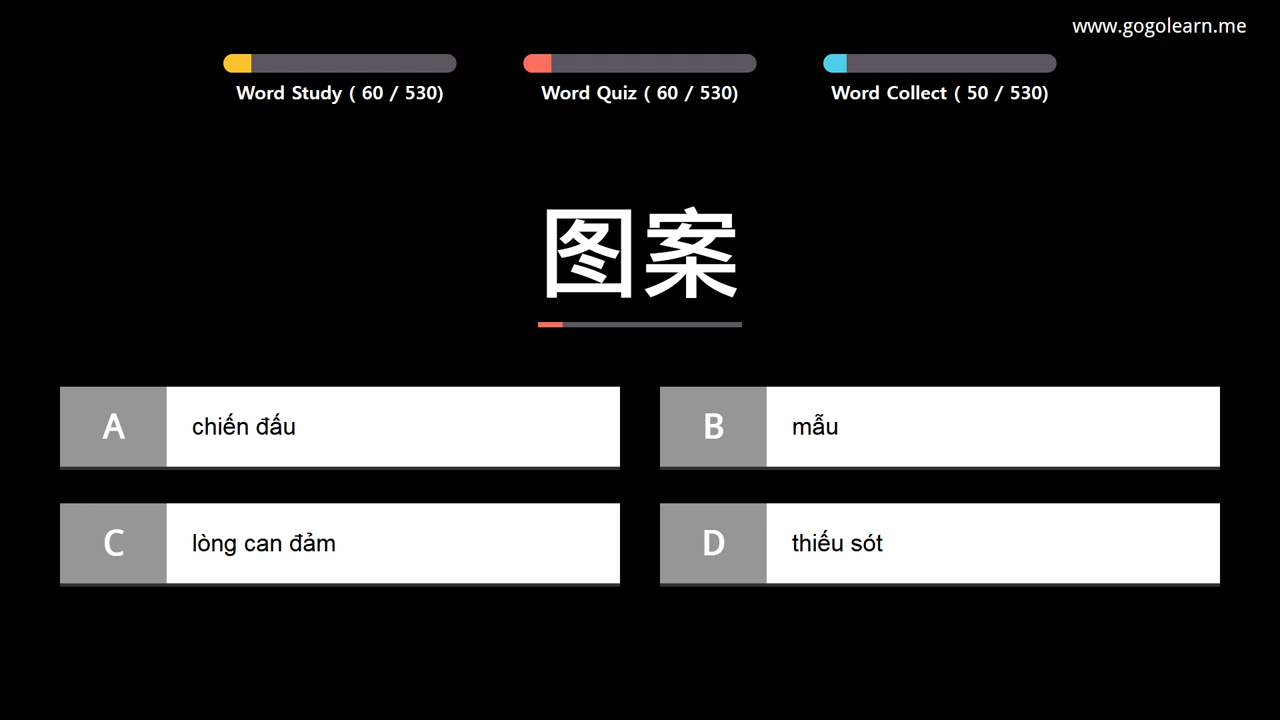 www.gogolearn.me
Word Study ( 60 / 530)
Word Quiz ( 60 / 530)
Word Collect ( 50 / 530)
图案
A
chiến đấu
B
mẫu
C
lòng can đảm
D
thiếu sót